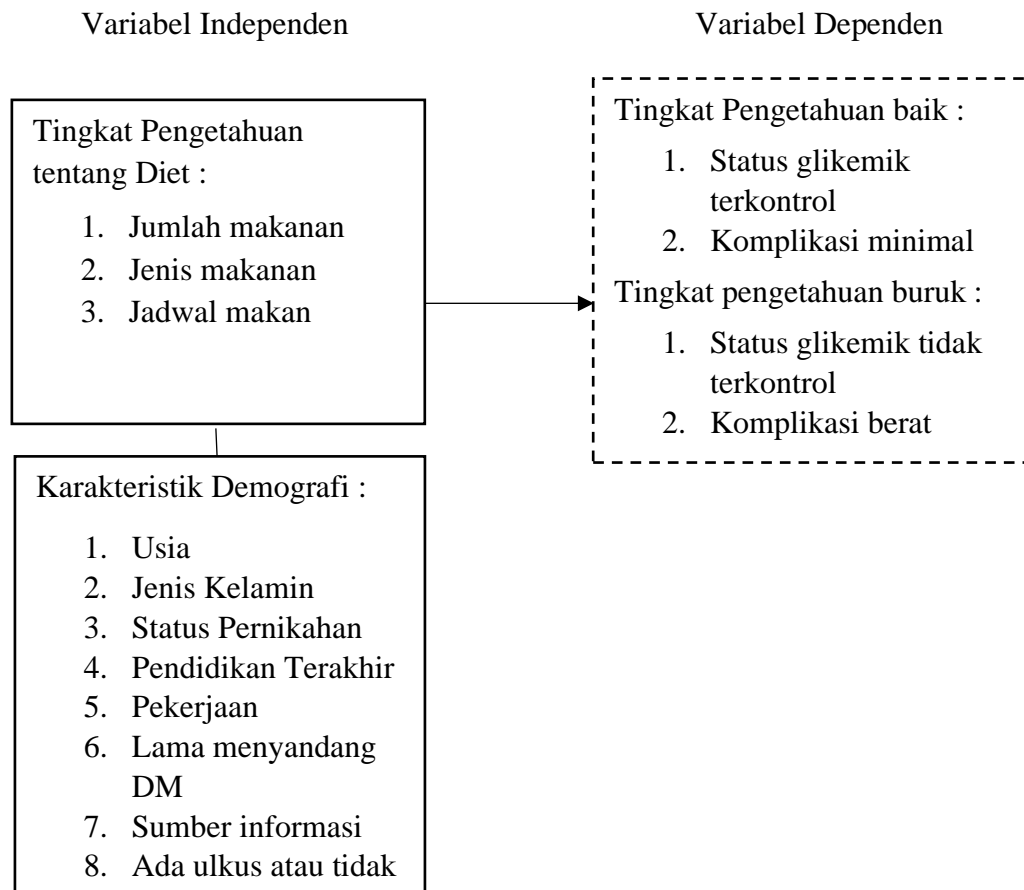 Variabel Independen
Variabel Dependen
Tingkat Pengetahuan
tentang Diet :
1. Jumlah makanan
2. Jenis makanan
3. Jadwal makan
Tingkat Pengetahuan baik :
1. Status glikemik
terkontrol
2. Komplikasi minimal
Tingkat pengetahuan buruk :
1. Status glikemik tidak
terkontrol
2. Komplikasi berat
Karakteristik Demografi :
1. Usia
2. Jenis Kelamin
3. Status Pernikahan
4. Pendidikan Terakhir
5. Pekerjaan
6. Lama menyandang
DM
7. Sumber informasi
8. Ada ulkus atau tidak